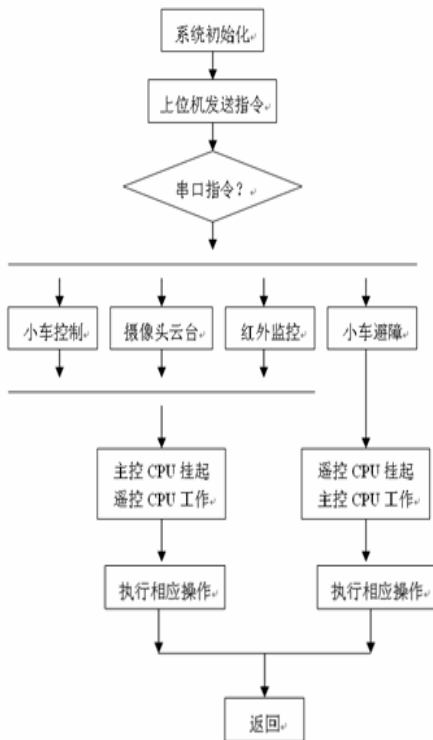 系统初始化
上位机发送指令
串口指令？
小车控制
摄像头云台
红外监控
小车避障
主控 CPU 挂起
遥控 CPU 工作
遥控 CPU 挂起
主控 CPU 工作
执行相应操作
执行相应操作
返回